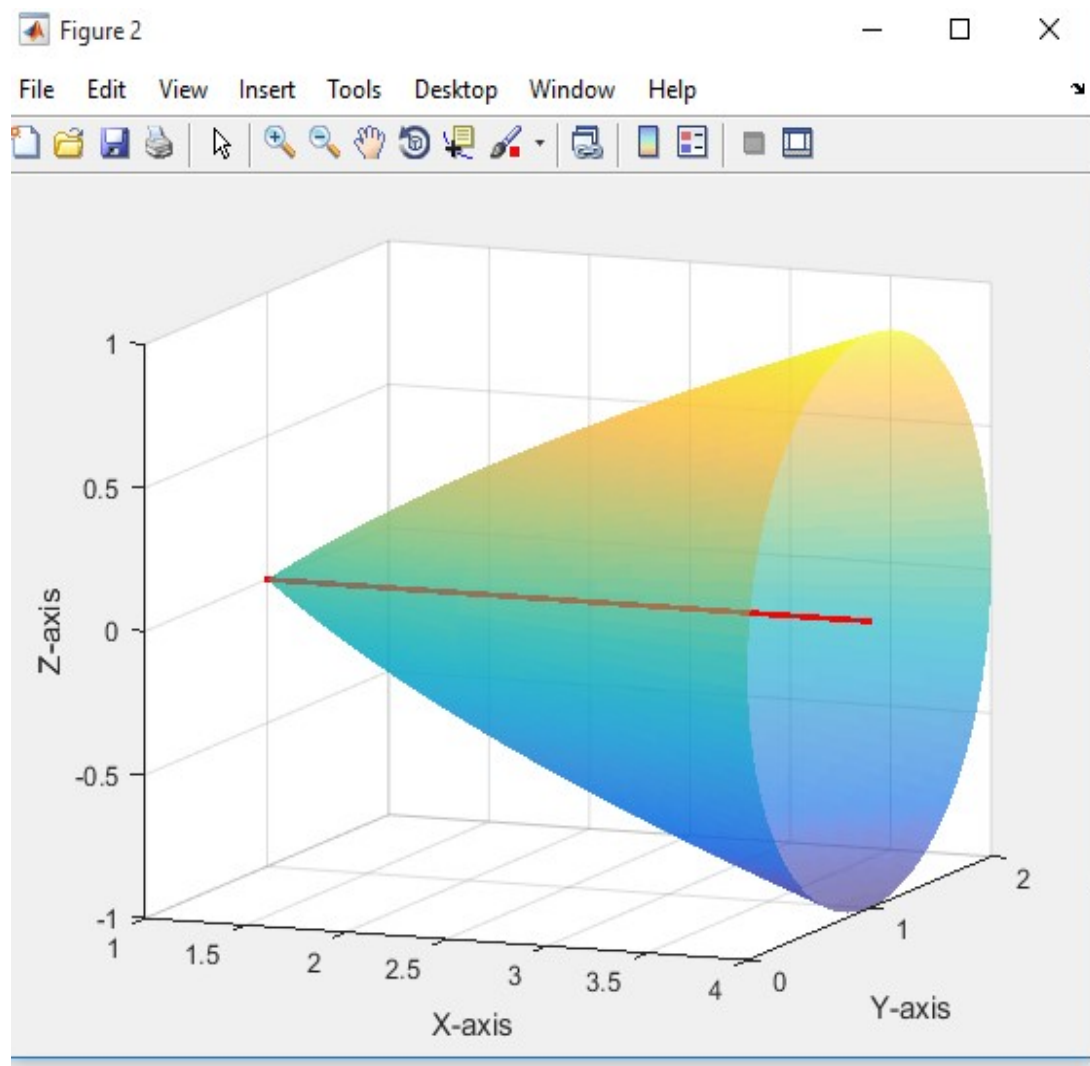 Figure 2
File Edit View Insert Tools Desktop Window Help
1
0.5
0
-0.5
-1
Z-axis
1 1.5 2 2.5 3 3.5 4
X-axis
0 1 2
Y-axis